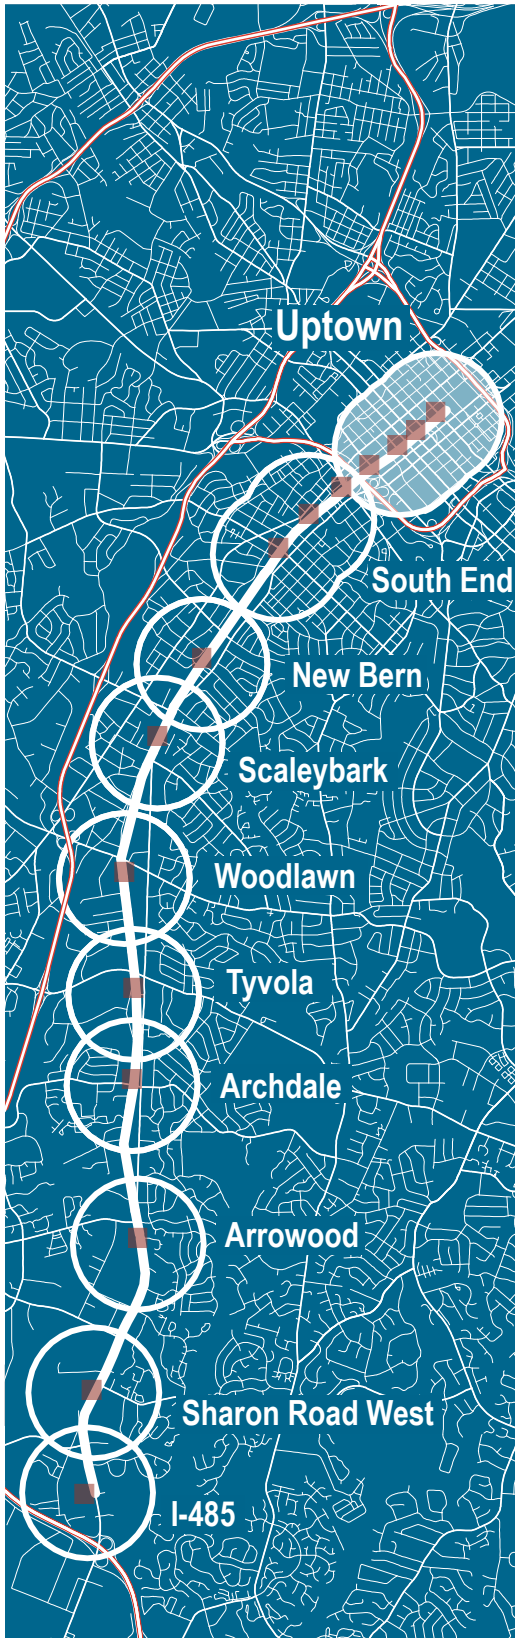 Uptown
South End
New Bern
Scaleybark
Woodlawn
Tyvola
Archdale
Arrowood
Sharon Road West
I-485